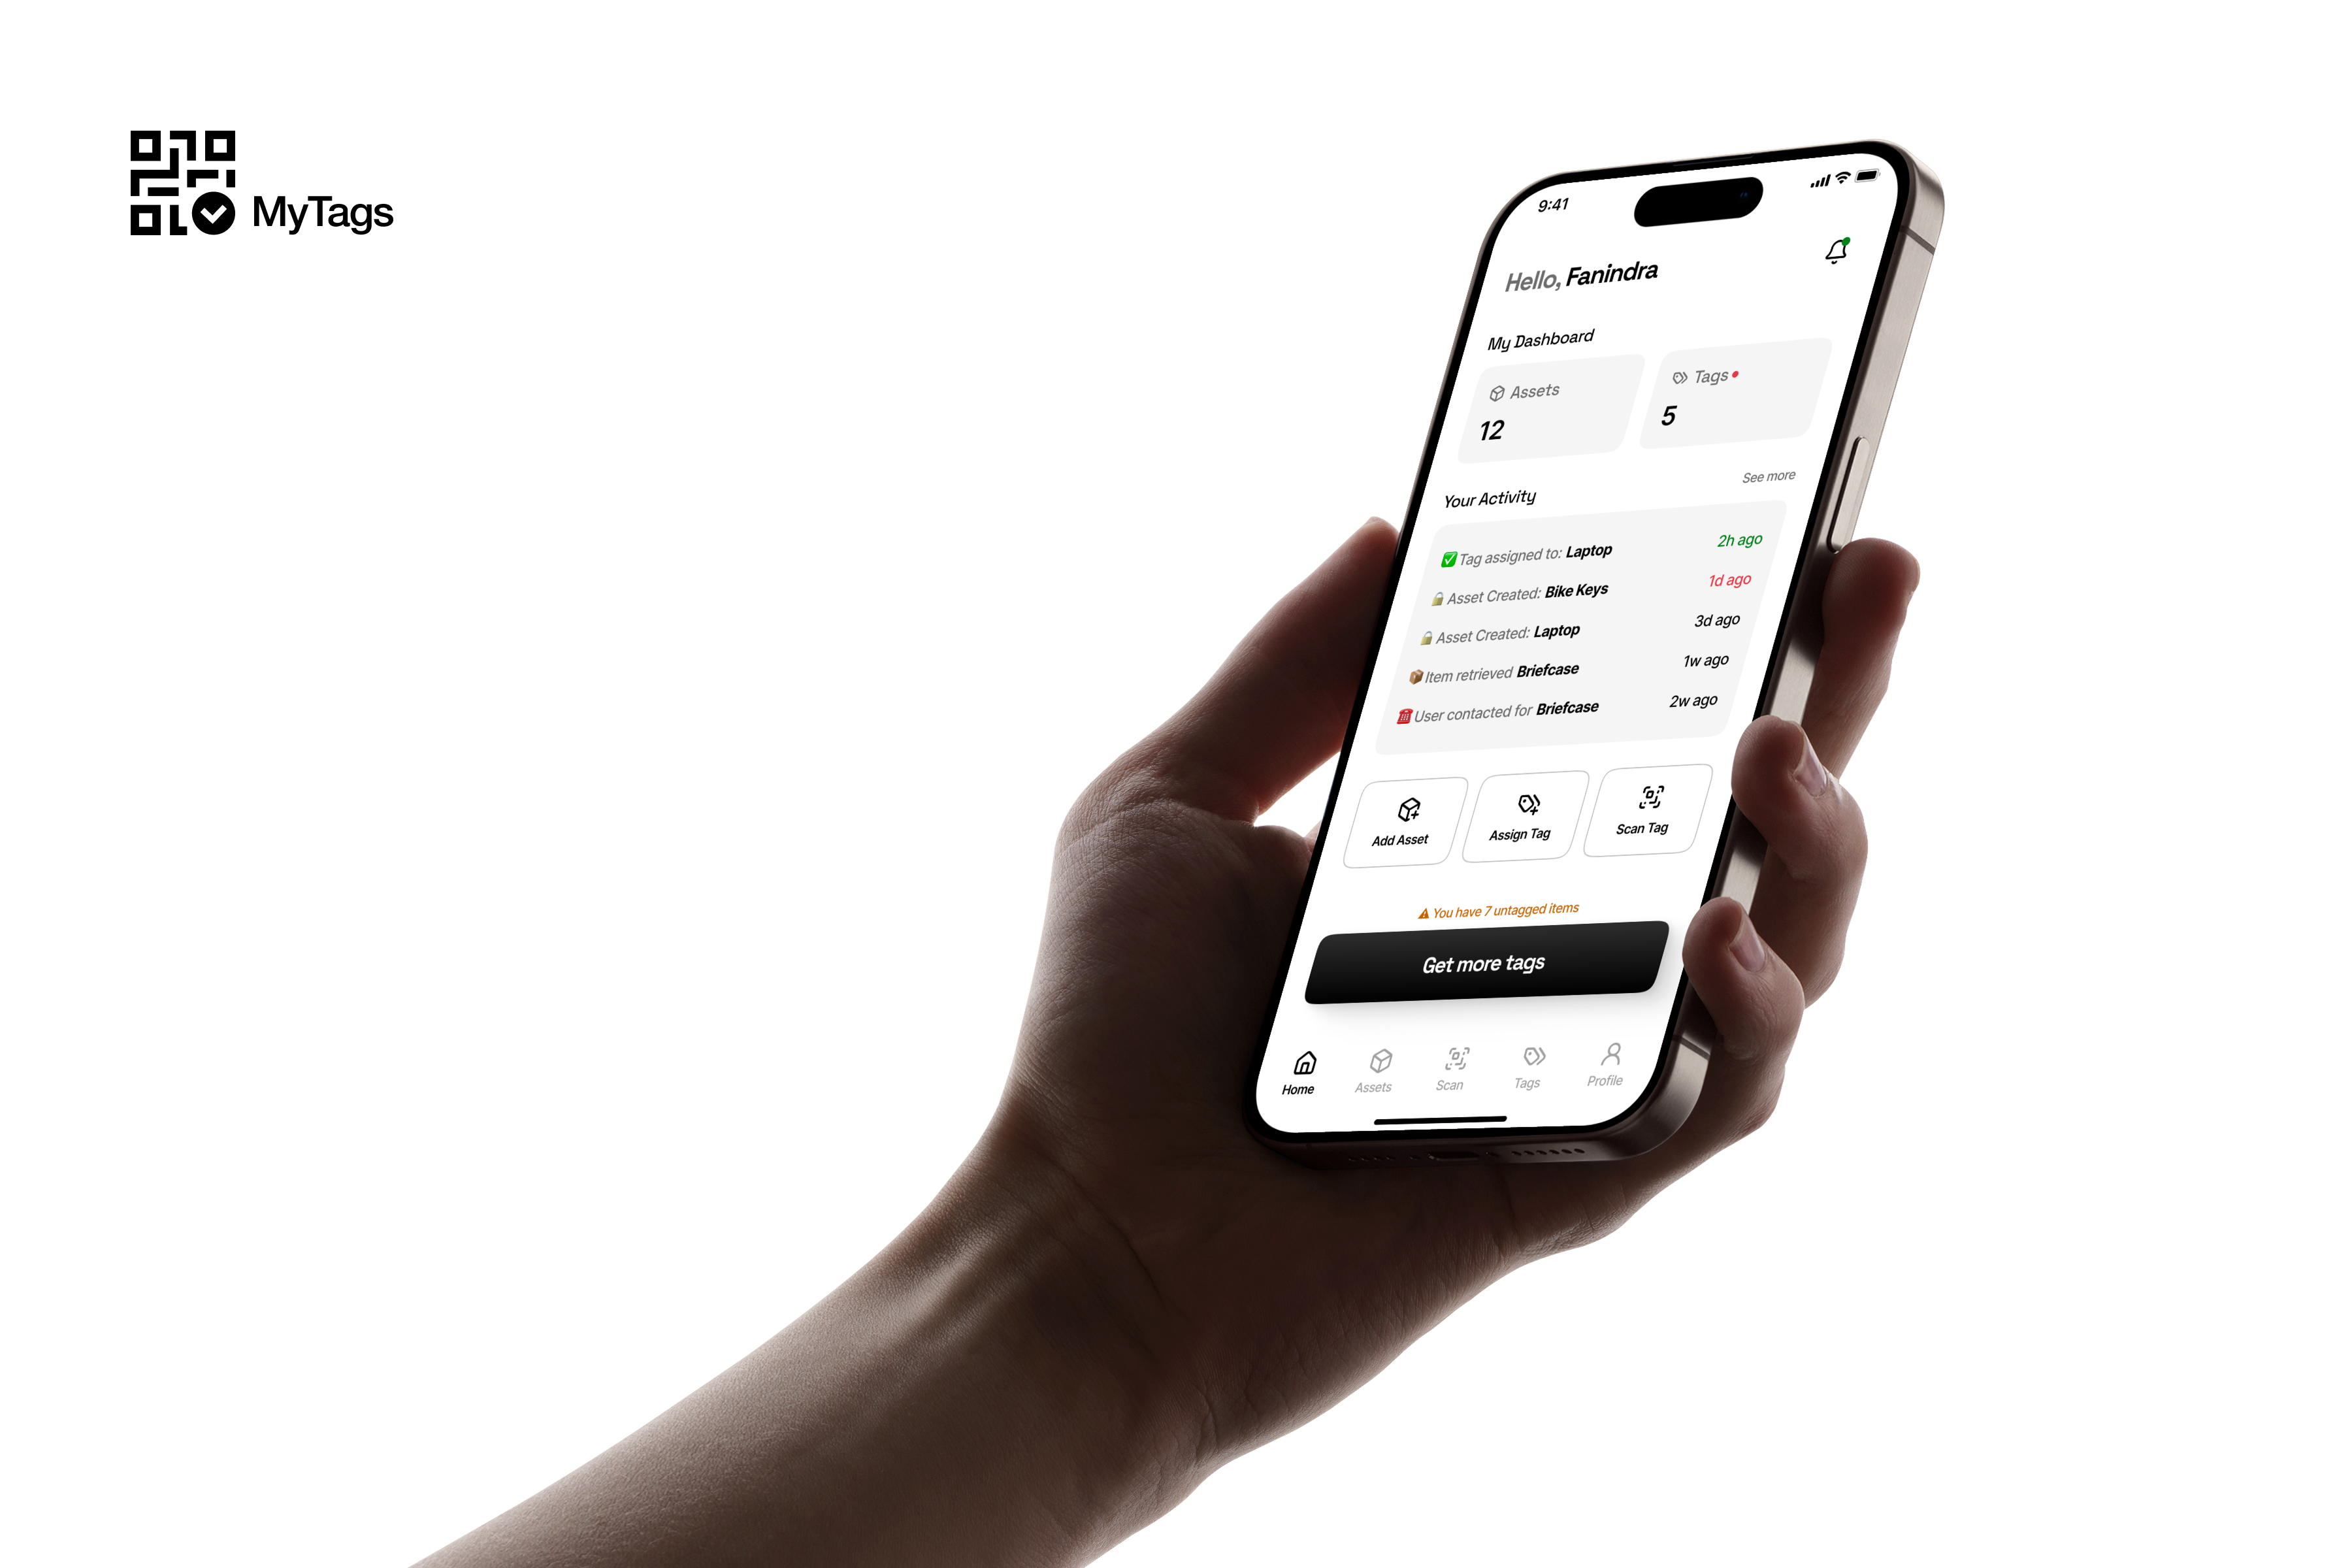 MyTags
9:41
Hello, Fanindra
My Dashboard
Assets
12
Tags
5
See more
Your Activity
✅ Tag assigned to: Laptop 2h ago
🔒 Asset Created: Bike Keys 1d ago
🔒 Asset Created: Laptop 3d ago
📦 Item retrieved Briefcase 1w ago
☎️ User contacted for Briefcase 2w ago
Add Asset
Assign Tag
Scan Tag
⚠ You have 7 untagged items
Get more tags
Home
Assets
Scan
Tags
Profile